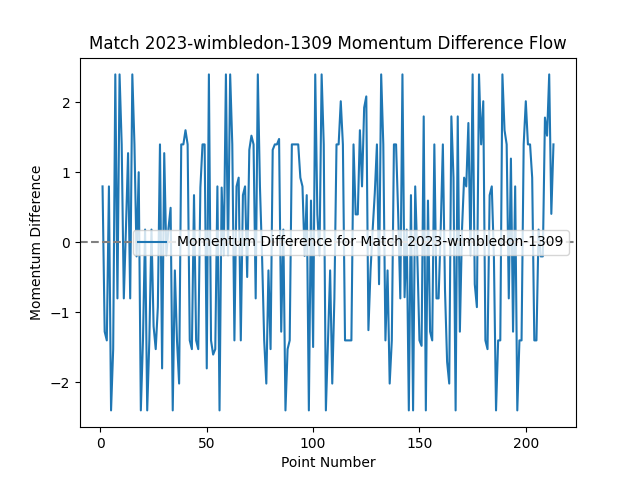 Match 2023-wimbledon-1309 Momentum Difference Flow
Momentum Difference
2
1
0
−1
−2
Momentum Difference for Match 2023-wimbledon-1309
0 50 100 150 200
Point Number